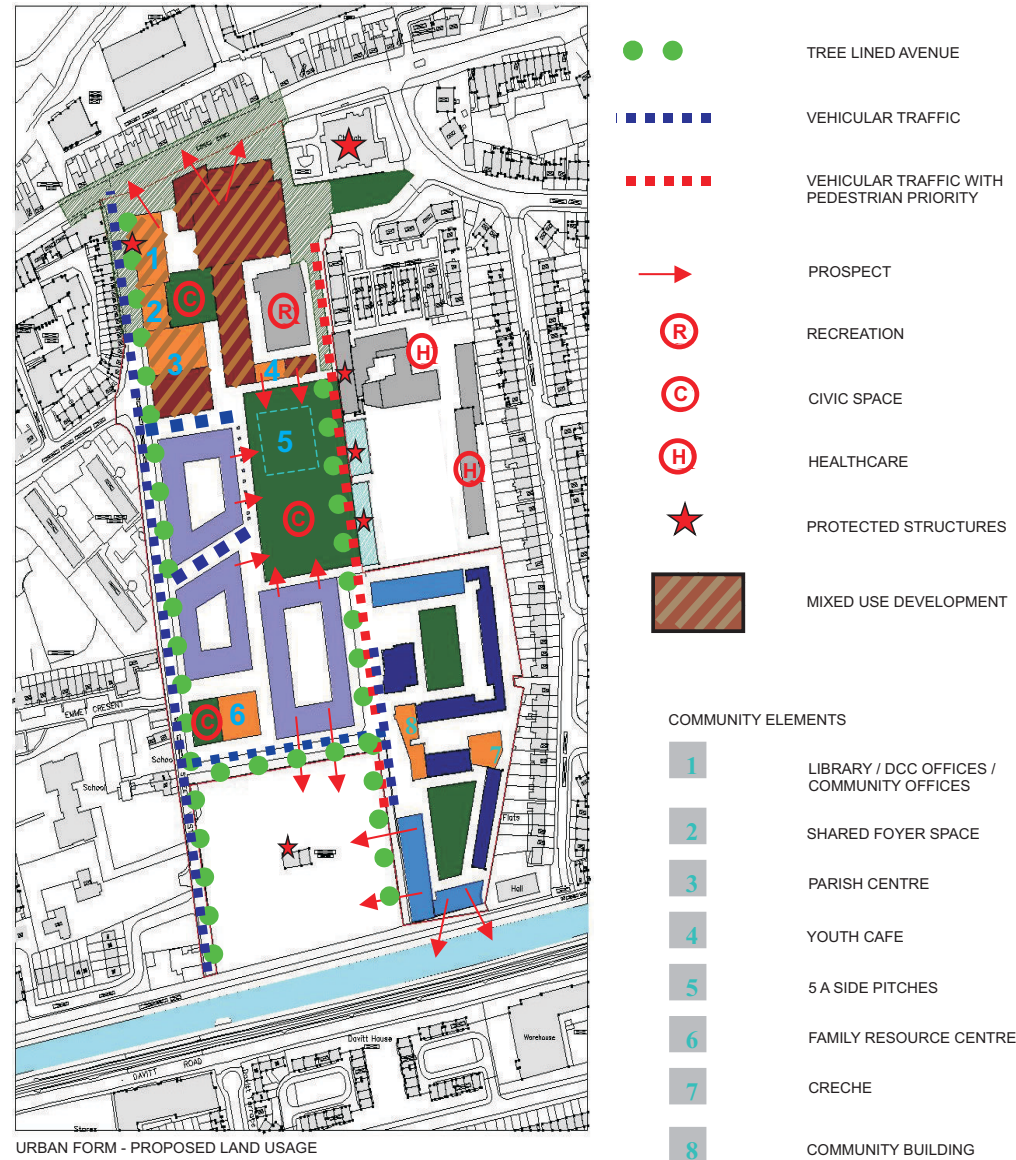 Church
1
2
C
3
R
4
H
5
H
C
EMMET CRESENT
C
6
8
7
School
School
Flats
Hall
Davitt House
Warehouse
DAVITT ROAD
Stores
URBAN FORM - PROPOSED LAND USAGE
TREE LINED AVENUE
VEHICULAR TRAFFIC
VEHICULAR TRAFFIC WITH
PEDESTRIAN PRIORITY
PROSPECT
R
RECREATION
C
CIVIC SPACE
H
HEALTHCARE
PROTECTED STRUCTURES
MIXED USE DEVELOPMENT
COMMUNITY ELEMENTS
1
LIBRARY / DCC OFFICES /
COMMUNITY OFFICES
2
SHARED FOYER SPACE
3
PARISH CENTRE
4
YOUTH CAFE
5
5 A SIDE PITCHES
6
FAMILY RESOURCE CENTRE
7
CRECHE
8
COMMUNITY BUILDING